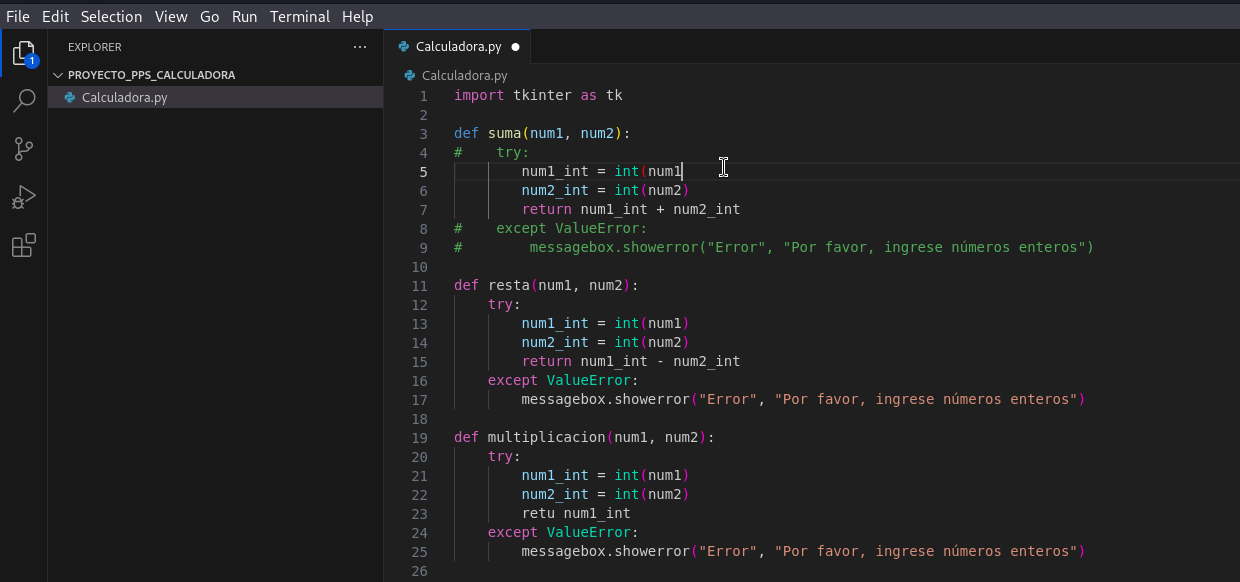 File Edit Selection View Go Run Terminal Help
EXPLORER ···
Calculadora.py ●
1
PROYECTO_PPS_CALCULADORA
Calculadora.py
Calculadora.py
1 import tkinter as tk
2
3 def suma(num1, num2):
4 #    try:
5         num1_int = int(num1
6         num2_int = int(num2)
7         return num1_int + num2_int
8 #    except ValueError:
9 #        messagebox.showerror("Error", "Por favor, ingrese números enteros")
10
11 def resta(num1, num2):
12     try:
13         num1_int = int(num1)
14         num2_int = int(num2)
15         return num1_int - num2_int
16     except ValueError:
17         messagebox.showerror("Error", "Por favor, ingrese números enteros")
18
19 def multiplicacion(num1, num2):
20     try:
21         num1_int = int(num1)
22         num2_int = int(num2)
23         retu num1_int
24     except ValueError:
25         messagebox.showerror("Error", "Por favor, ingrese números enteros")
26